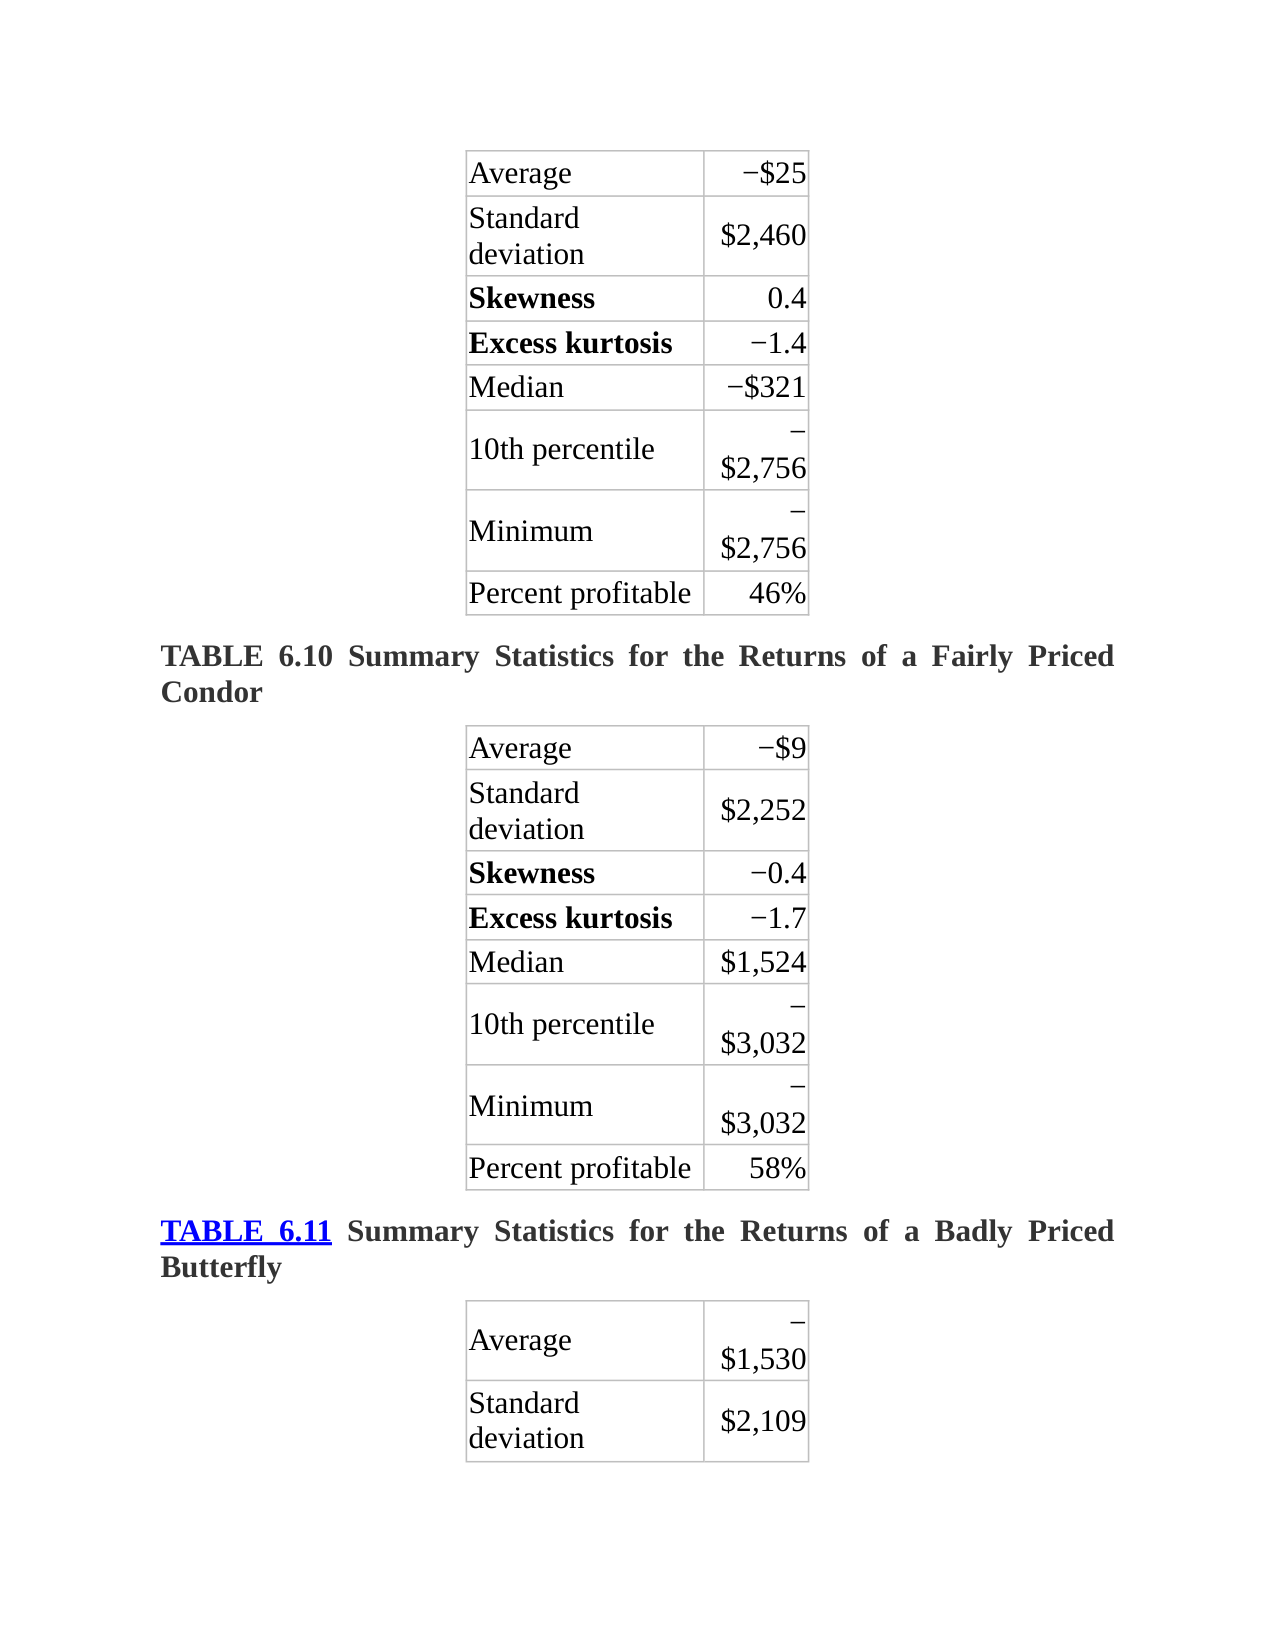 Average −$25
Standard
deviation $2,460
Skewness 0.4
Excess kurtosis −1.4
Median −$321
10th percentile −
$2,756
Minimum −
$2,756
Percent profitable 46%
TABLE 6.10 Summary Statistics for the Returns of a Fairly Priced
Condor
Average −$9
Standard
deviation $2,252
Skewness −0.4
Excess kurtosis −1.7
Median $1,524
10th percentile −
$3,032
Minimum −
$3,032
Percent profitable 58%
TABLE 6.11 Summary Statistics for the Returns of a Badly Priced
Butterfly
Average −
$1,530
Standard
deviation $2,109